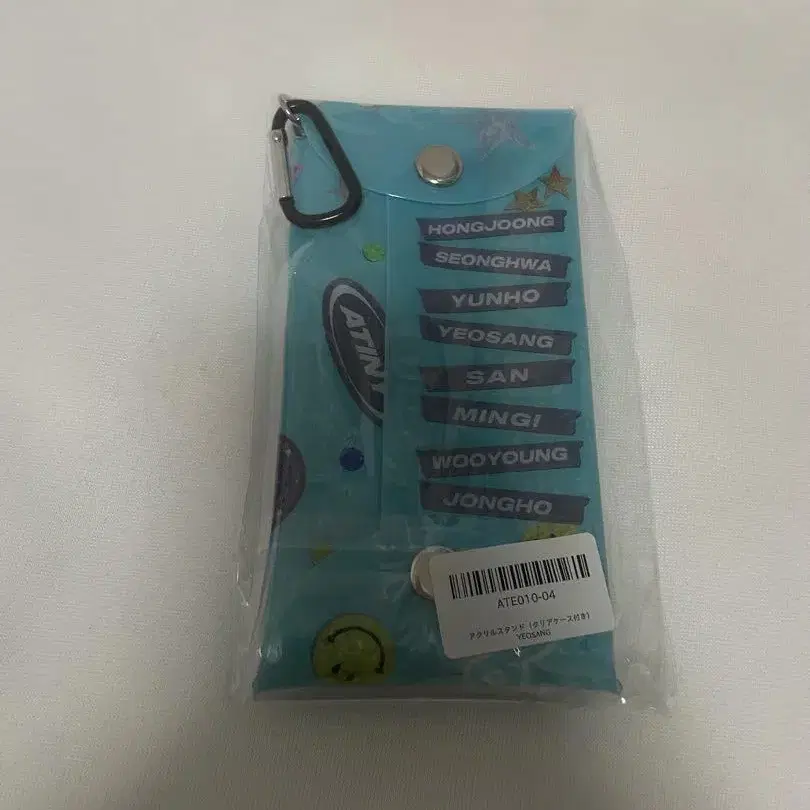 HONGJOONG
SEONGHWA
YUNHO
YEOSANG
SAN
MINGI
WOOYOUNG
JONGHO
ATINY
ATE010-04
アクリルスタンド（クリアケース付き）
YEOSANG